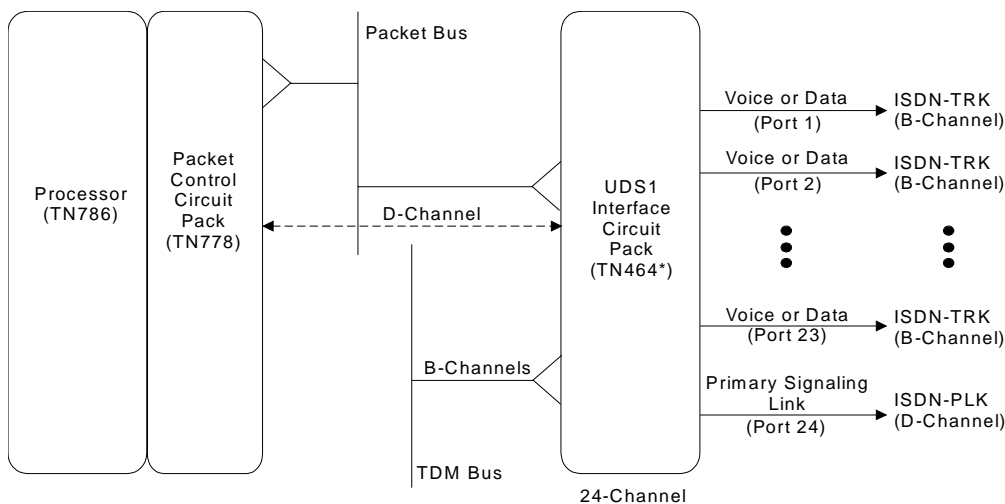 Packet Bus
Processor
(TN786)
Packet
Control
Circuit
Pack
(TN778)
D-Channel
UDS1
Interface
Circuit
Pack
(TN464*)
Voice or Data
(Port 1)
ISDN-TRK
(B-Channel)
Voice or Data
(Port 2)
ISDN-TRK
(B-Channel)
Voice or Data
(Port 23)
ISDN-TRK
(B-Channel)
B-Channels
Primary Signaling
Link
(Port 24)
ISDN-PLK
(D-Channel)
TDM Bus
24-Channel